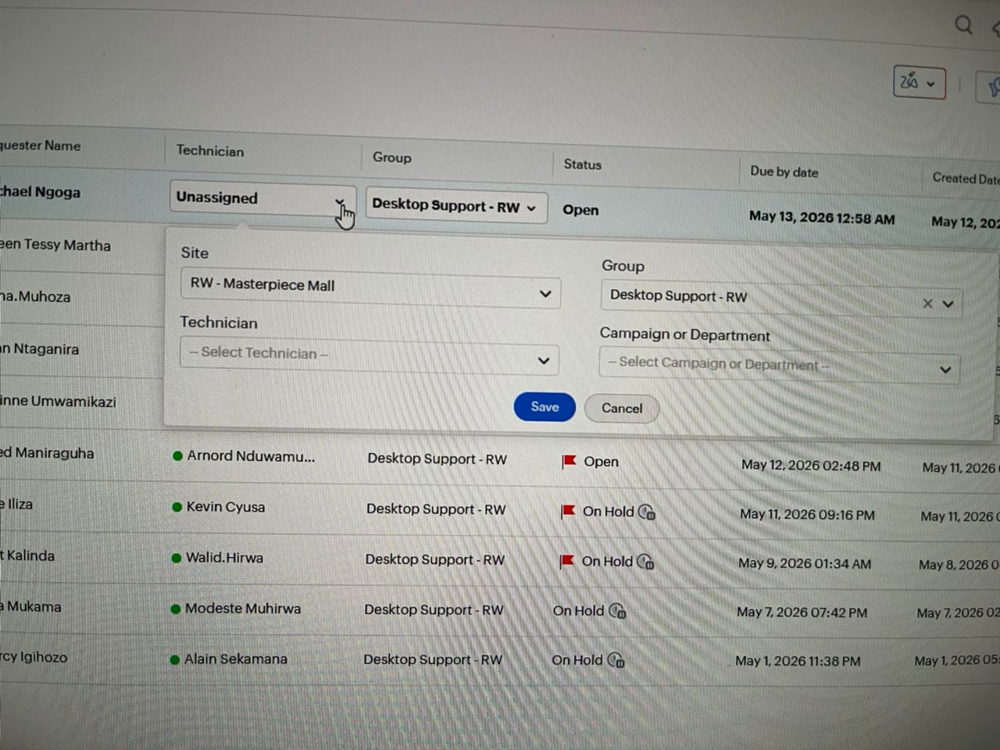 quester Name Technician Group Status Due by date Created Date
chael Ngoga Unassigned Desktop Support - RW Open May 13, 2026 12:58 AM May 12, 202
een Tessy Martha
Site
RW - Masterpiece Mall
Group
Desktop Support - RW
na.Muhoza
Technician
-- Select Technician --
Campaign or Department
-- Select Campaign or Department --
n Ntaganira
inne Umwamikazi
Save Cancel
ed Maniraguha Arnord Nduwamu... Desktop Support - RW Open May 12, 2026 02:48 PM May 11, 2026
e Iliza Kevin Cyusa Desktop Support - RW On Hold May 11, 2026 09:16 PM May 11, 2026 0
t Kalinda Walid.Hirwa Desktop Support - RW On Hold May 9, 2026 01:34 AM May 8, 2026 0
a Mukama Modeste Muhirwa Desktop Support - RW On Hold May 7, 2026 07:42 PM May 7, 2026 02
rcy Igihozo Alain Sekamana Desktop Support - RW On Hold May 1, 2026 11:38 PM May 1, 2026 05: